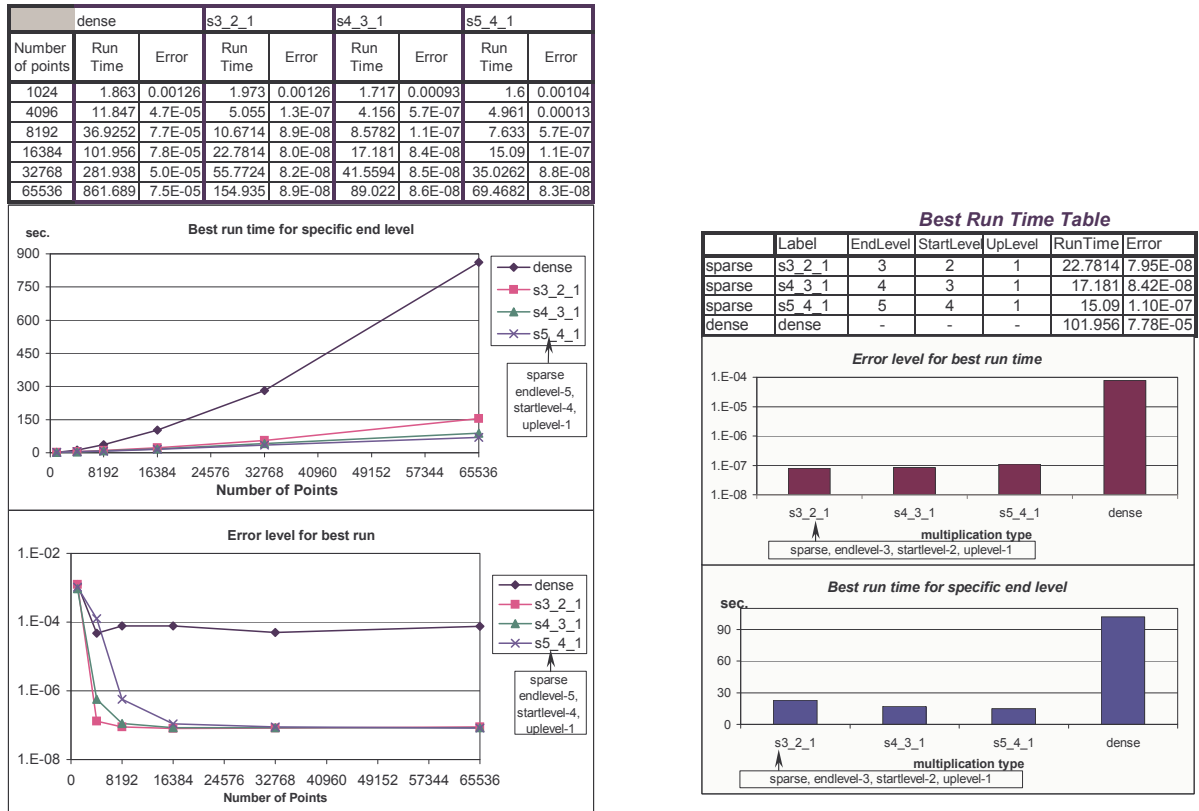 dense s3_2_1 s4_3_1 s5_4_1
Number of points Run Time Error Run Time Error Run Time Error Run Time Error
1024 1.863 0.00126 1.973 0.00126 1.717 0.00093 1.6 0.00104
4096 11.847 4.7E-05 5.055 1.3E-07 4.156 5.7E-07 4.961 0.00013
8192 36.9252 7.7E-05 10.6714 8.9E-08 8.5782 1.1E-07 7.633 5.7E-07
16384 101.956 7.8E-05 22.7814 8.0E-08 17.181 8.4E-08 15.09 1.1E-07
32768 281.938 5.0E-05 55.7724 8.2E-08 41.5594 8.5E-08 35.0262 8.8E-08
65536 861.689 7.5E-05 154.935 8.9E-08 89.022 8.6E-08 69.4682 8.3E-08
sec.
Best run time for specific end level
900
750
600
450
300
150
0
0 8192 16384 24576 32768 40960 49152 57344 65536
Number of Points
dense
s3_2_1
s4_3_1
s5_4_1
sparse
endlevel-5,
startlevel-4,
uplevel-1
Error level for best run
1.E-02
1.E-04
1.E-06
1.E-08
0 8192 16384 24576 32768 40960 49152 57344 65536
Number of Points
dense
s3_2_1
s4_3_1
s5_4_1
sparse
endlevel-5,
startlevel-4,
uplevel-1
Best Run Time Table
Label EndLevel StartLevel UpLevel RunTime Error
sparse s3_2_1 3 2 1 22.7814 7.95E-08
sparse s4_3_1 4 3 1 17.181 8.42E-08
sparse s5_4_1 5 4 1 15.09 1.10E-07
dense dense - - - 101.956 7.78E-05
Error level for best run time
1.E-04
1.E-05
1.E-06
1.E-07
1.E-08
s3_2_1 s4_3_1 s5_4_1 dense
multiplication type
sparse, endlevel-3, startlevel-2, uplevel-1
Best run time for specific end level
sec.
90
60
30
0
s3_2_1 s4_3_1 s5_4_1 dense
multiplication type
sparse, endlevel-3, startlevel-2, uplevel-1